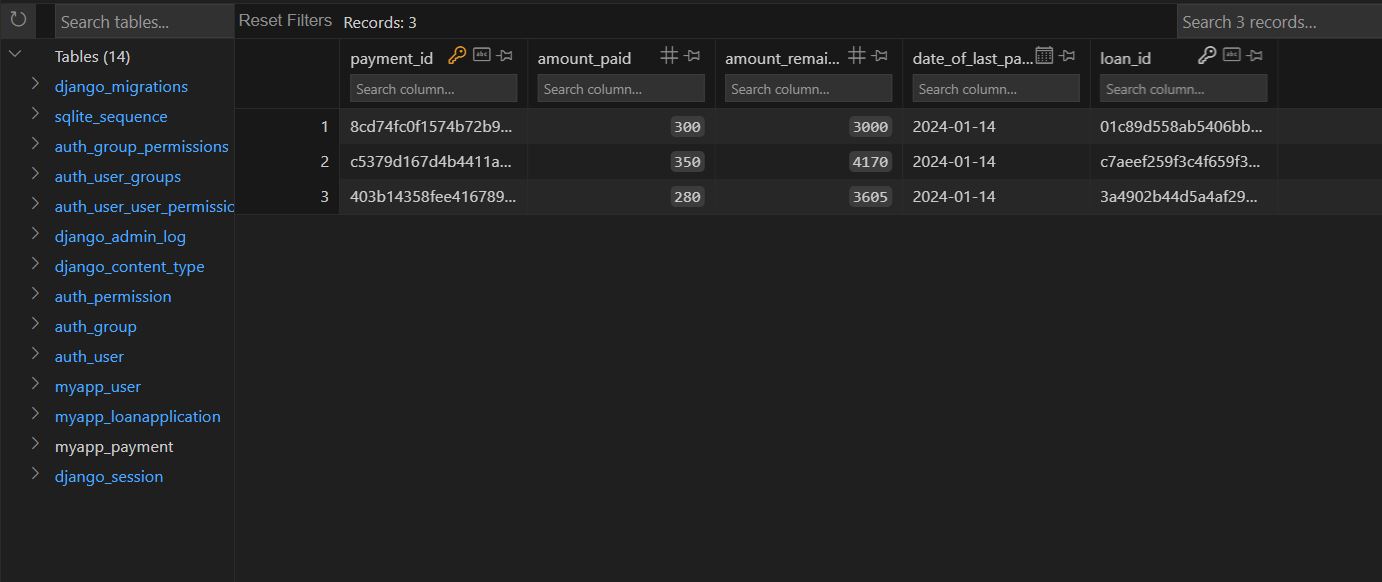 Search tables...
Reset Filters Records: 3
Search 3 records...
Tables (14)
django_migrations
sqlite_sequence
auth_group_permissions
auth_user_groups
auth_user_user_permissio
django_admin_log
django_content_type
auth_permission
auth_group
auth_user
myapp_user
myapp_loanapplication
myapp_payment
django_session
payment_id abc amount_paid amount_remai... date_of_last_pa... loan_id abc
Search column... Search column... Search column... Search column... Search column...
1 8cd74fc0f1574b72b9... 300 3000 2024-01-14 01c89d558ab5406bb...
2 c5379d167d4b4411a... 350 4170 2024-01-14 c7aeef259f3c4f659f3...
3 403b14358fee416789... 280 3605 2024-01-14 3a4902b44d5a4af29...